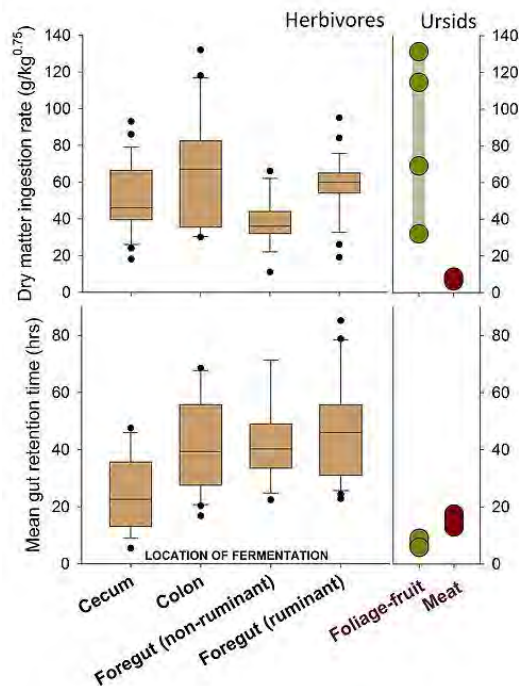 Herbivores
Ursids
Dry matter ingestion rate (g/kg^0.75)
140
120
100
80
60
40
20
0
140
120
100
80
60
40
20
0
Mean gut retention time (hrs)
80
60
40
20
0
80
60
40
20
0
LOCATION OF FERMENTATION
Cecum
Colon
Foregut (non-ruminant)
Foregut (ruminant)
Foliage-fruit
Meat